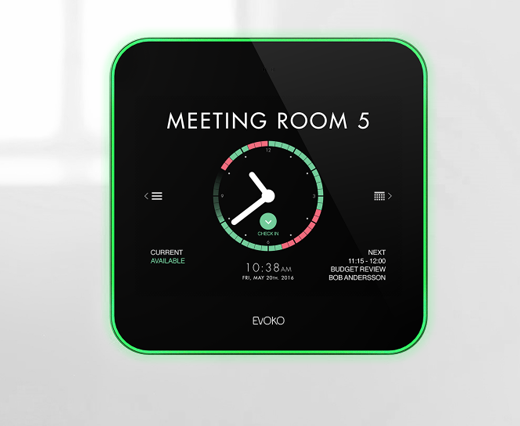 MEETING ROOM 5
12
3
6
9
CHECK IN
CURRENT
AVAILABLE
10:38 AM
FRI, MAY 20TH, 2016
NEXT
11:15 - 12:00
BUDGET REVIEW
BOB ANDERSSON
EVOKO